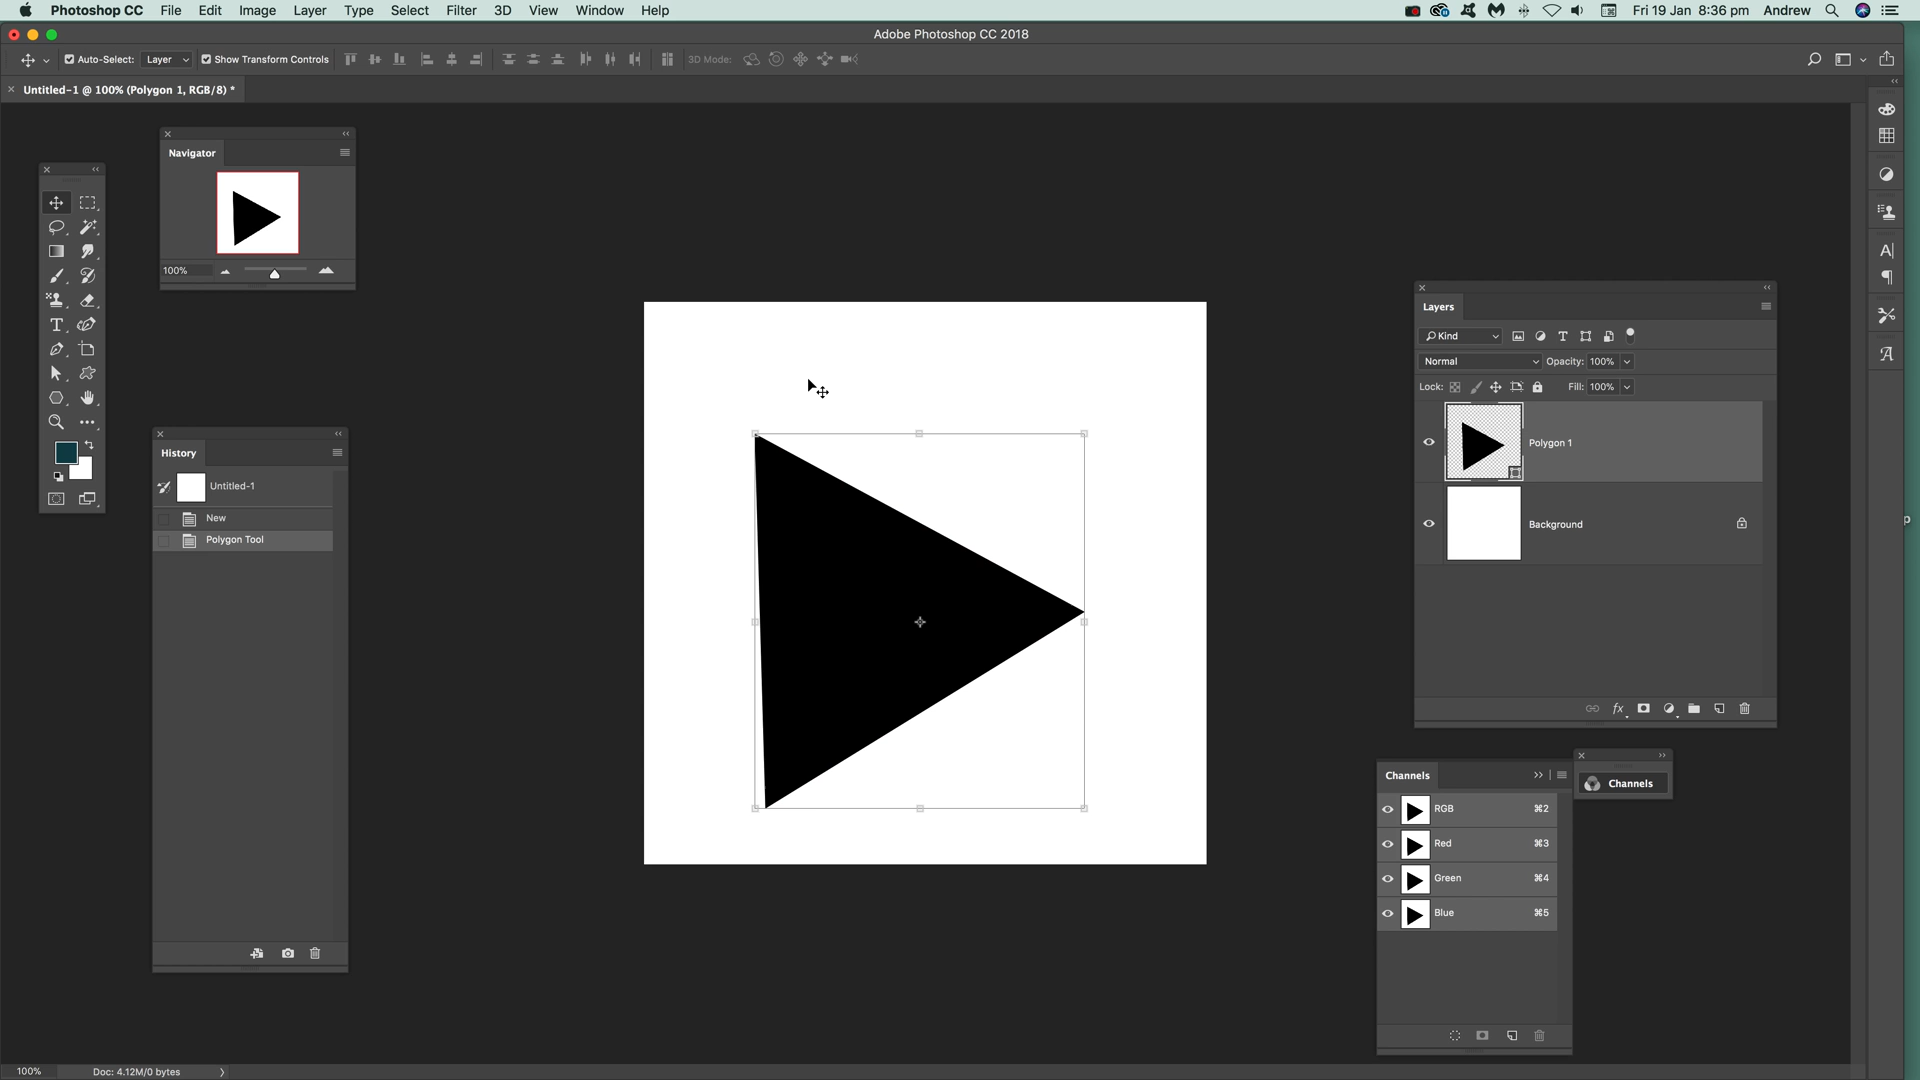 Photoshop CC File Edit Image Layer Type Select Filter 3D View Window Help Fri 19 Jan 8:36 pm Andrew
Adobe Photoshop CC 2018
Auto-Select: Layer Show Transform Controls 3D Mode:
Untitled-1 @ 100% (Polygon 1, RGB/8) *
Navigator
100%
History
Untitled-1
New
Polygon Tool
Layers
Kind
Normal Opacity: 100%
Lock: Fill: 100%
Polygon 1
Background
Channels
Channels
RGB ⌘2
Red ⌘3
Green ⌘4
Blue ⌘5
100% Doc: 4.12M/0 bytes